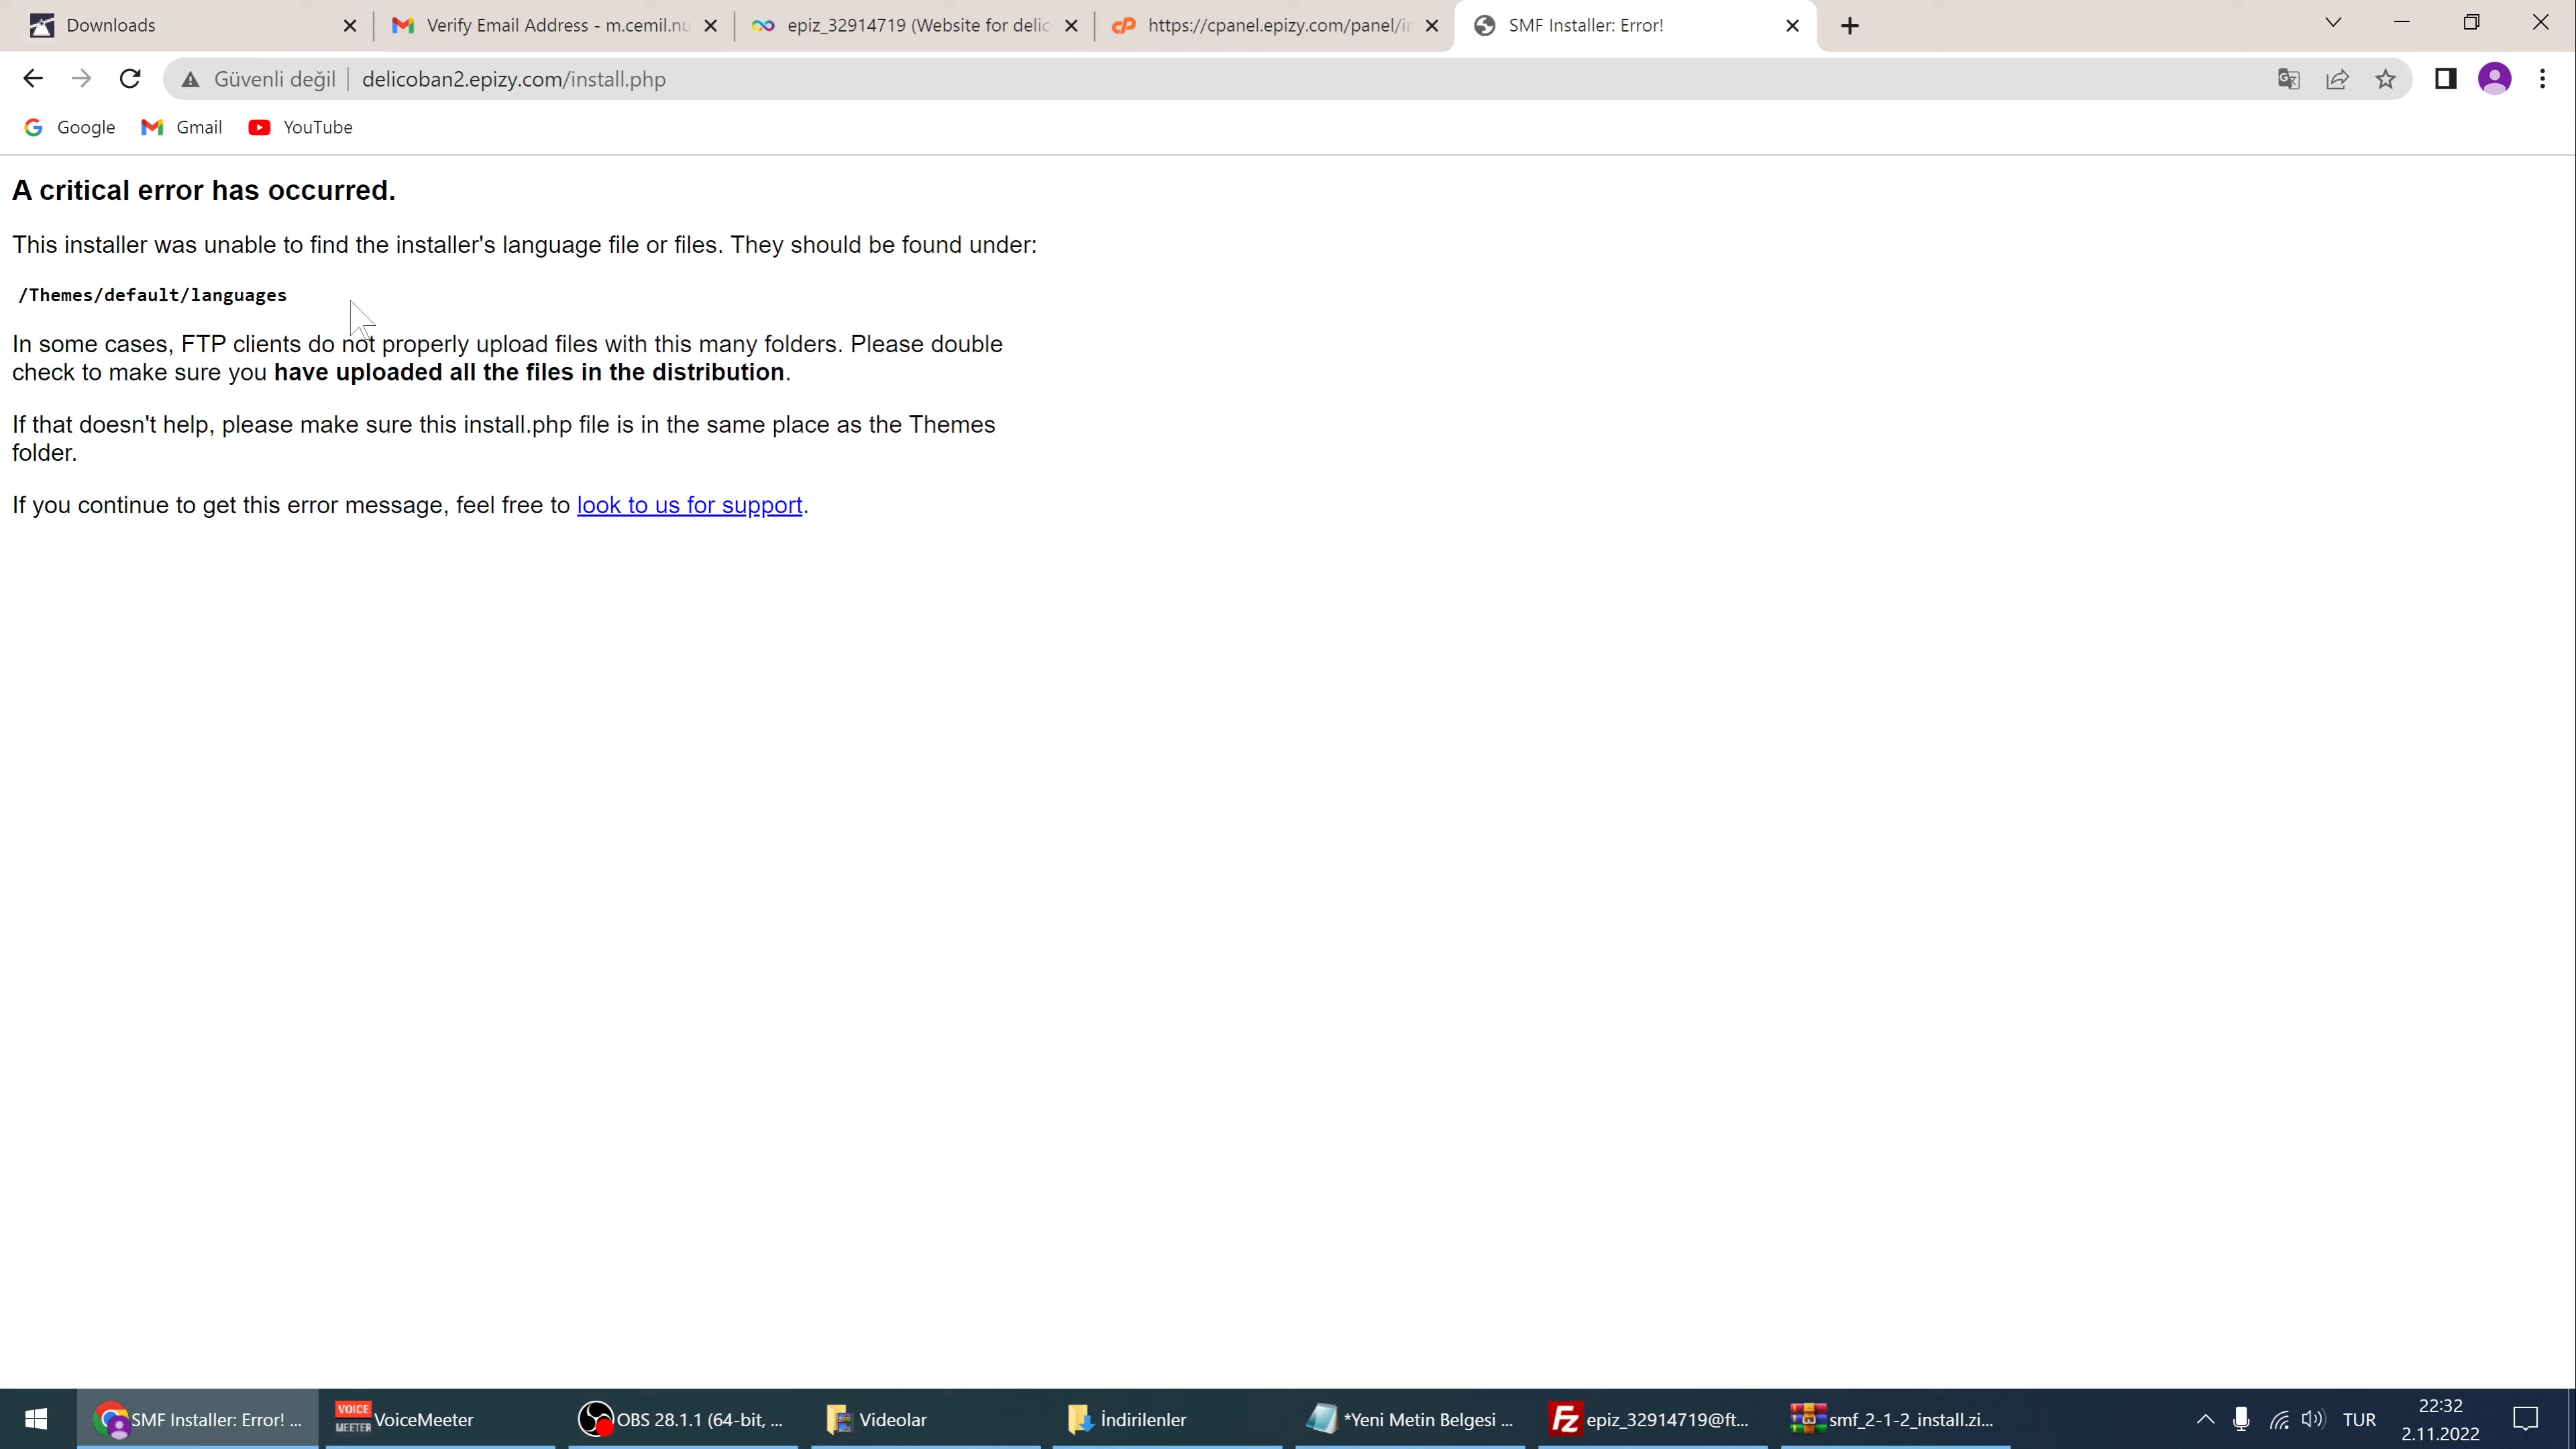 Downloads
Verify Email Address - m.cemil.nu
epiz_32914719 (Website for delic
https://cpanel.epizy.com/panel/ir
SMF Installer: Error!
Güvenli değil
delicoban2.epizy.com/install.php
Google
Gmail
YouTube
A critical error has occurred.
This installer was unable to find the installer's language file or files. They should be found under:
/Themes/default/languages
In some cases, FTP clients do not properly upload files with this many folders. Please double
check to make sure you have uploaded all the files in the distribution.
If that doesn't help, please make sure this install.php file is in the same place as the Themes
folder.
If you continue to get this error message, feel free to look to us for support.
SMF Installer: Error! ...
VOICE
MEETER
VoiceMeeter
OBS 28.1.1 (64-bit, ...
Videolar
İndirilenler
*Yeni Metin Belgesi ...
Fz
epiz_32914719@ft...
smf_2-1-2_install.zi...
TUR
22:32
2.11.2022